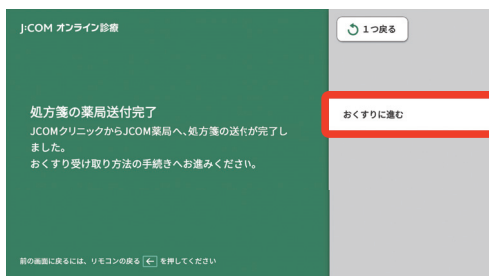 J:COM オンライン診療
1つ戻る
処方箋の薬局送付完了
JCOMクリニックからJCOM薬局へ、処方箋の送付が完了し
ました。
おくすり受け取り方法の手続きへお進みください。
おくすりに進む
前の画面に戻るには、リモコンの戻る ← を押してください